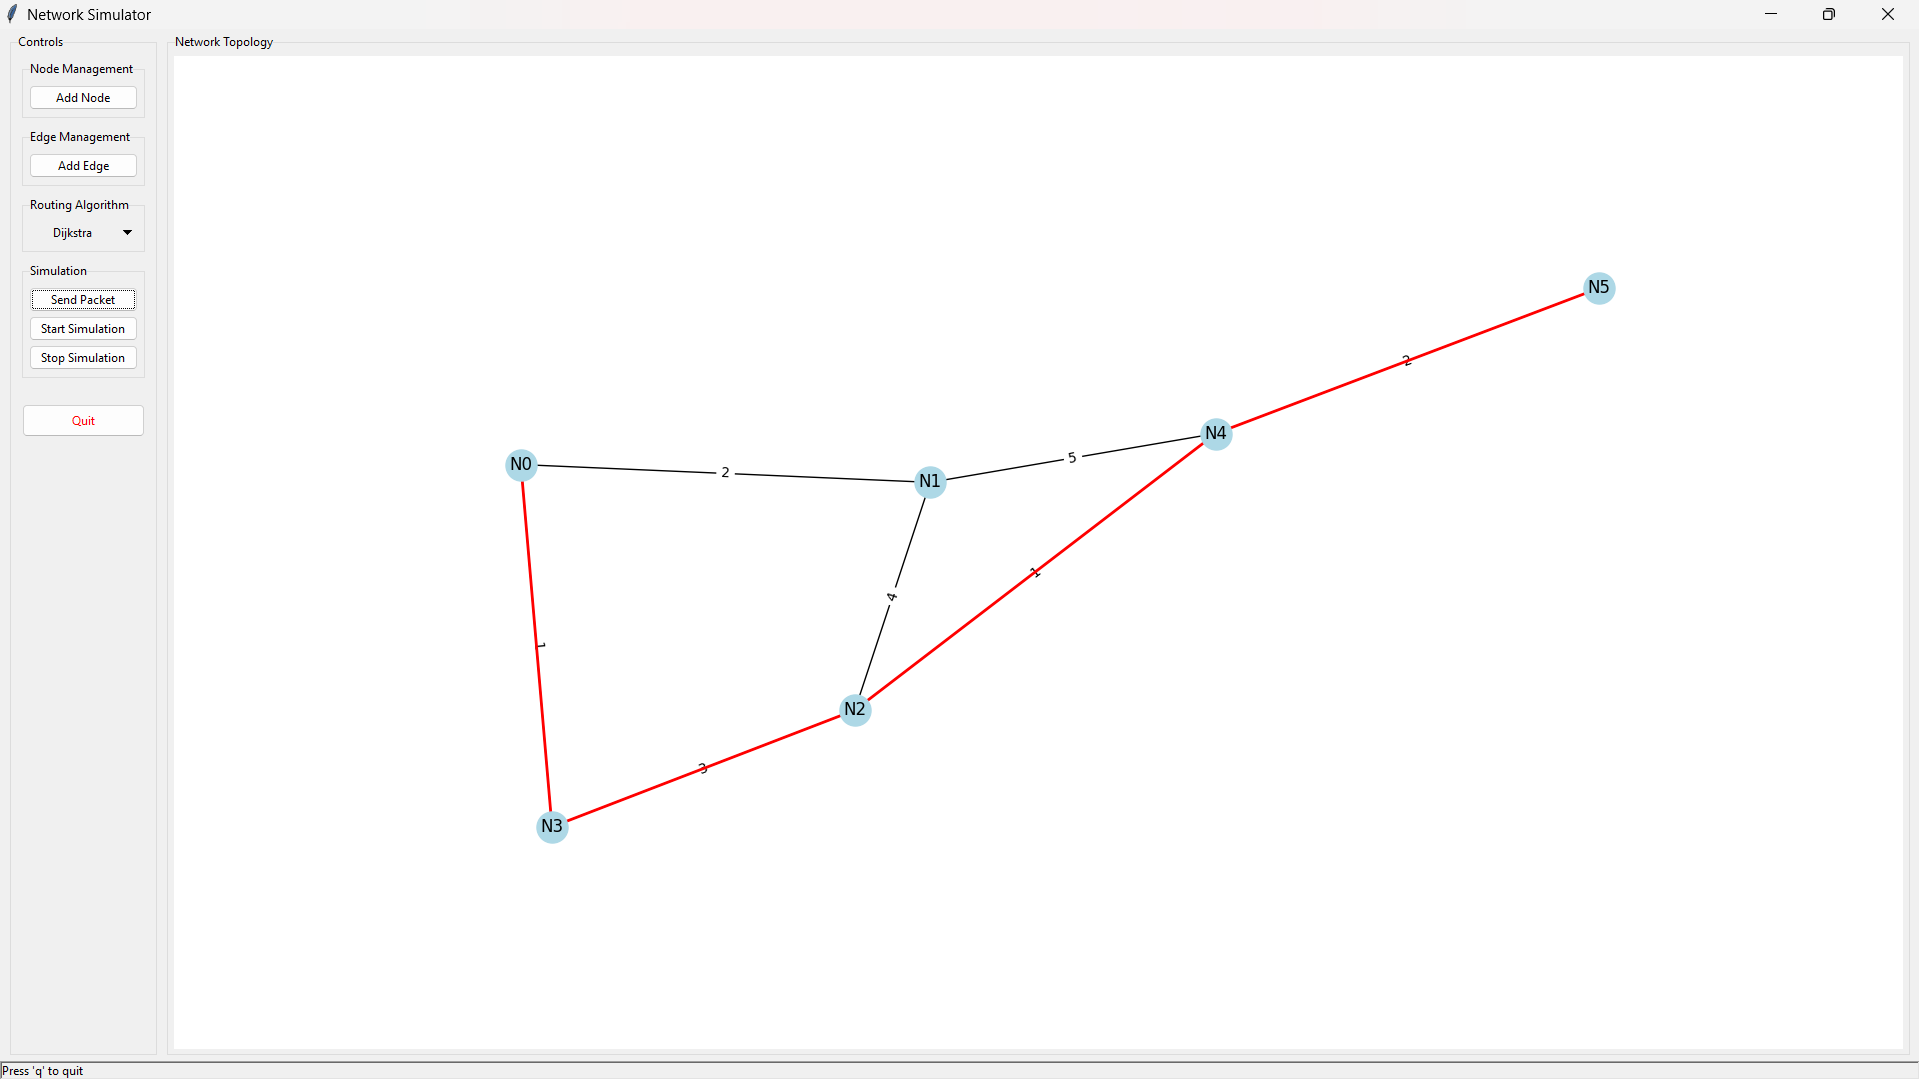 Network Simulator
Controls
Node Management
Add Node
Edge Management
Add Edge
Routing Algorithm
Dijkstra
Simulation
Send Packet
Start Simulation
Stop Simulation
Quit
Network Topology
N5
2
N4
N0
2
N1
5
1
4
1
N2
3
N3
Press 'q' to quit